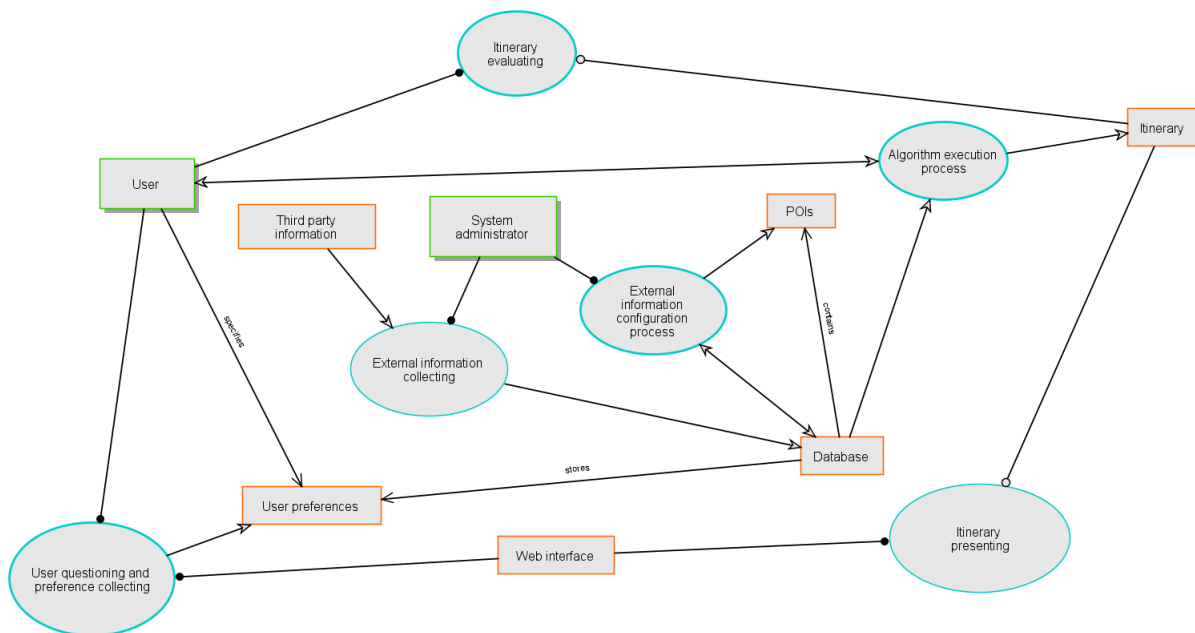 Itinerary
evaluating
Itinerary
Algorithm execution
process
User
Third party
information
System
administrator
POIs
External
information
configuration
process
contains
specifies
External information
collecting
Database
stores
User preferences
Itinerary
presenting
Web interface
User questioning and
preference collecting